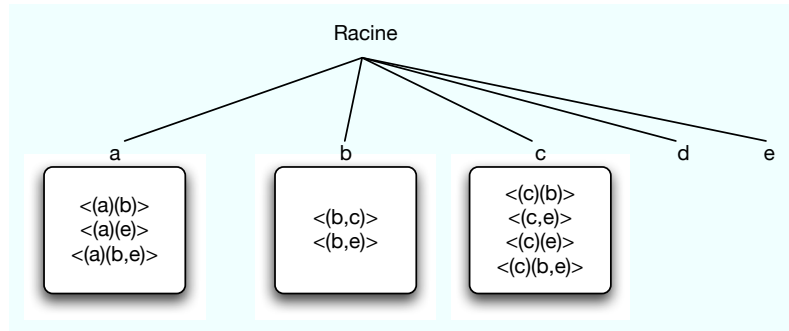 Racine
a b c d e
<(a)(b)>
<(a)(e)>
<(a)(b,e)>
<(b,c)>
<(b,e)>
<(c)(b)>
<(c,e)>
<(c)(e)>
<(c)(b,e)>